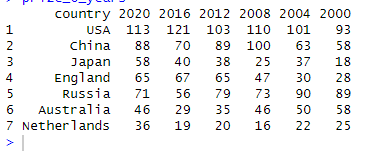 > prize_6_years
country 2020 2016 2012 2008 2004 2000
1 USA 113 121 103 110 101 93
2 China 88 70 89 100 63 58
3 Japan 58 40 38 25 37 18
4 England 65 67 65 47 30 28
5 Russia 71 56 79 73 90 89
6 Australia 46 29 35 46 50 58
7 Netherlands 36 19 20 16 22 25
>